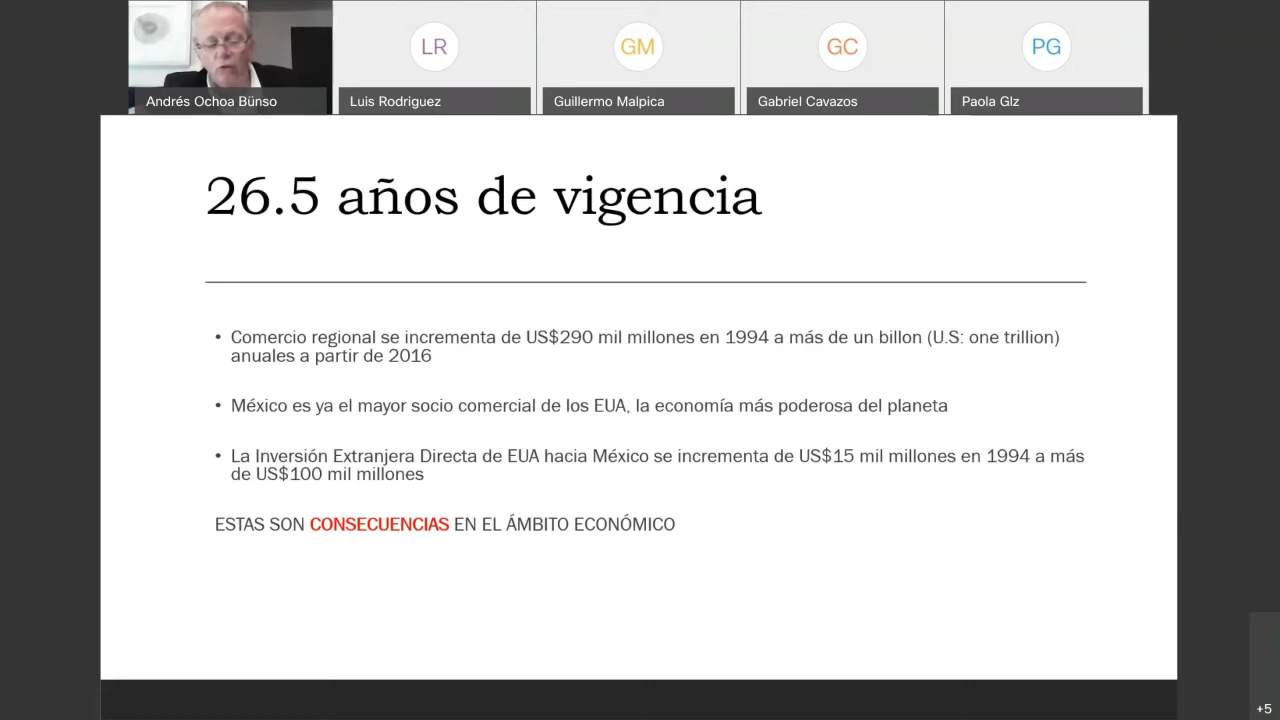 LR
GM
GC
PG
Andrés Ochoa Bünso
Luis Rodriguez
Guillermo Malpica
Gabriel Cavazos
Paola Glz
26.5 años de vigencia
• Comercio regional se incrementa de US$290 mil millones en 1994 a más de un billon (U.S: one trillion)
anuales a partir de 2016
• México es ya el mayor socio comercial de los EUA, la economía más poderosa del planeta
• La Inversión Extranjera Directa de EUA hacia México se incrementa de US$15 mil millones en 1994 a más
de US$100 mil millones
ESTAS SON CONSECUENCIAS EN EL ÁMBITO ECONÓMICO
+5